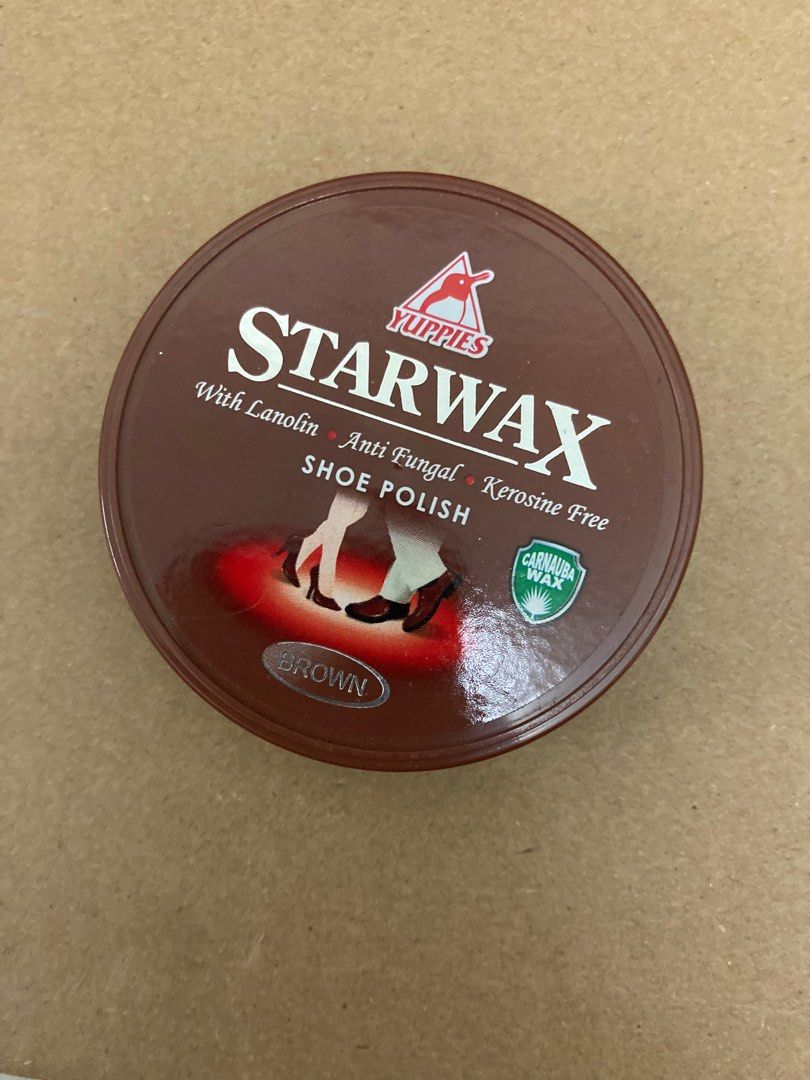 YUPPIES
STARWAX
With Lanolin • Anti Fungal • Kerosine Free
SHOE POLISH
CARNAUBA
WAX
BROWN